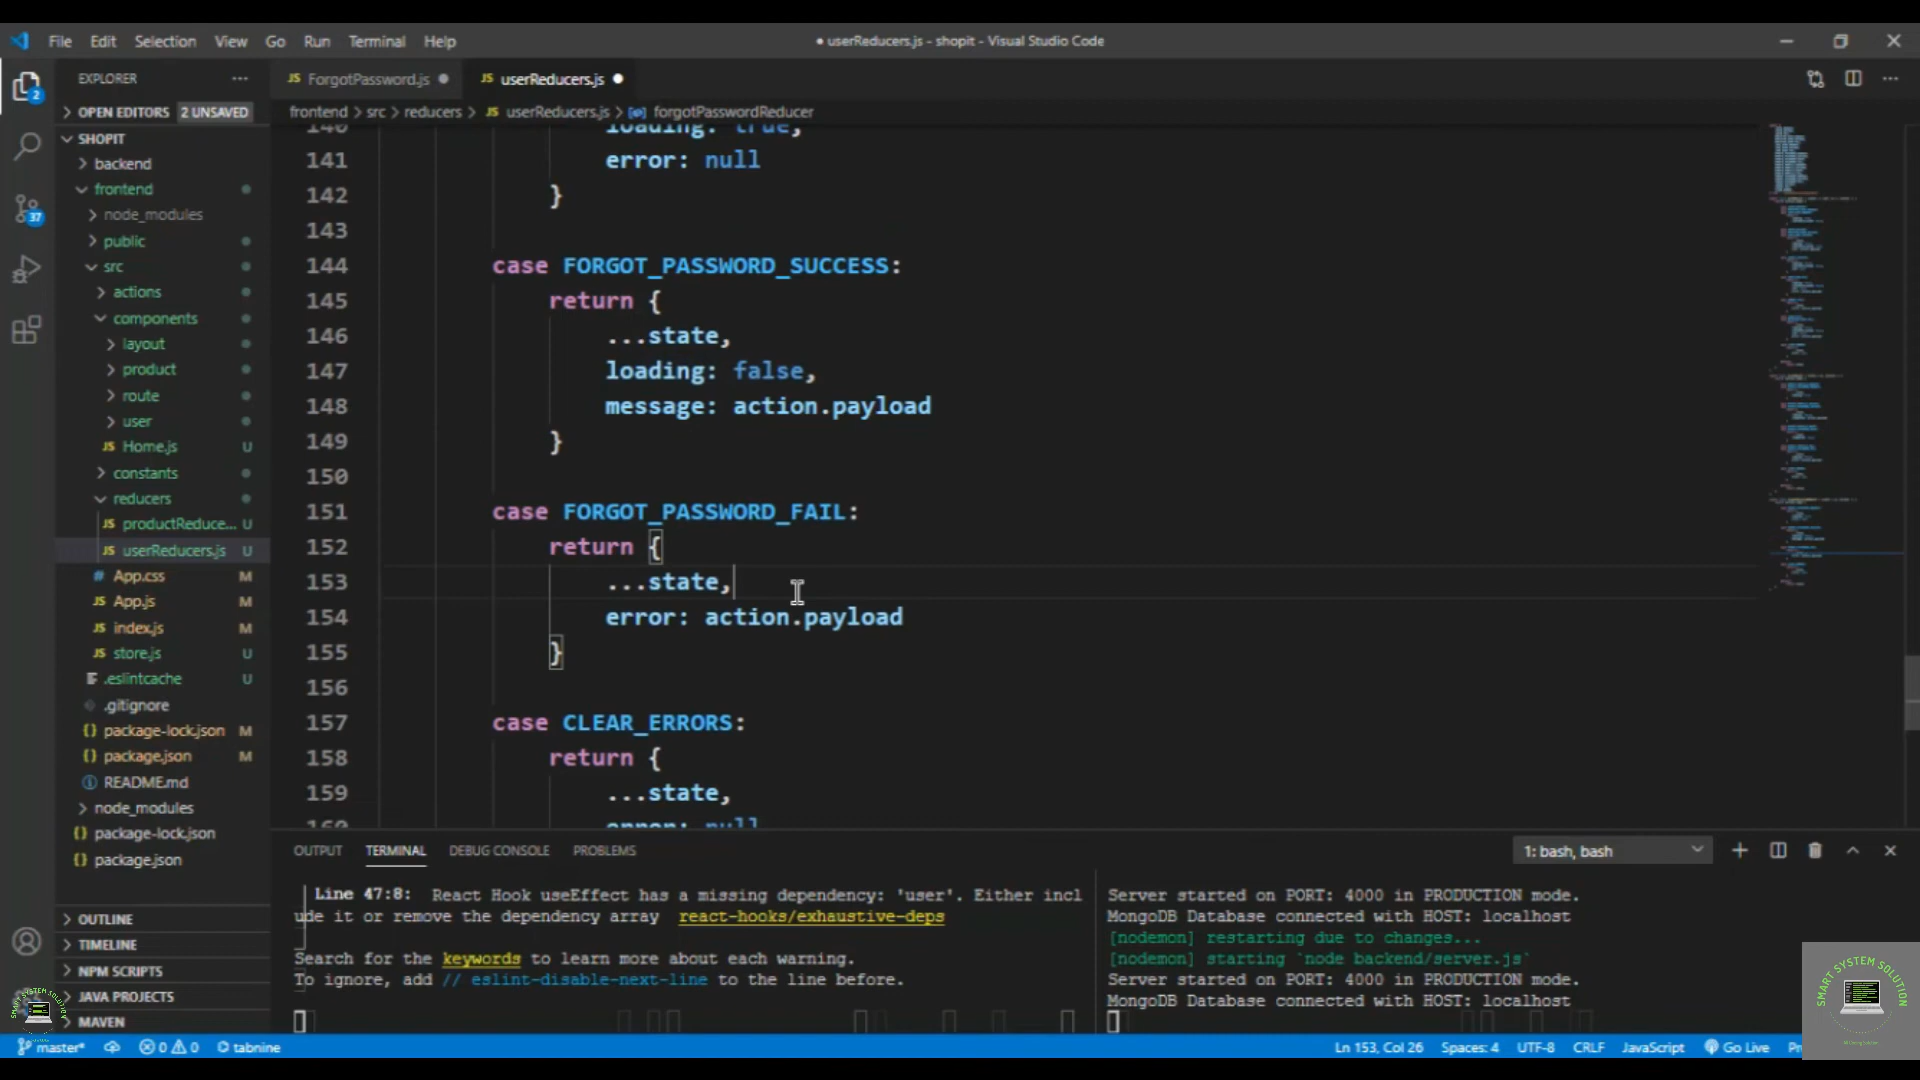 File Edit Selection View Go Run Terminal Help
● userReducers.js - shopit - Visual Studio Code
EXPLORER ...
JS ForgotPassword.js ●
JS userReducers.js ●
OPEN EDITORS 2 UNSAVED
frontend > src > reducers > JS userReducers.js > forgotPasswordReducer
SHOPIT
backend
frontend
node_modules
public
src
actions
components
layout
product
route
user
JS Home.js U
constants
reducers
JS productReduce... U
JS userReducers.js U
# App.css M
JS App.js M
JS index.js M
JS store.js U
.eslintcache U
.gitignore
{} package-lock.json M
{} package.json M
README.md
node_modules
{} package-lock.json
{} package.json
OUTLINE
TIMELINE
NPM SCRIPTS
JAVA PROJECTS
MAVEN
2
37
140 loading: true,
141 error: null
142 }
143
144 case FORGOT_PASSWORD_SUCCESS:
145 return {
146 ...state,
147 loading: false,
148 message: action.payload
149 }
150
151 case FORGOT_PASSWORD_FAIL:
152 return {
153 ...state,
154 error: action.payload
155 }
156
157 case CLEAR_ERRORS:
158 return {
159 ...state,
160 error: null
OUTPUT TERMINAL DEBUG CONSOLE PROBLEMS
1: bash, bash
Line 47:8: React Hook useEffect has a missing dependency: 'user'. Either incl
ude it or remove the dependency array react-hooks/exhaustive-deps
Search for the keywords to learn more about each warning.
To ignore, add // eslint-disable-next-line to the line before.
Server started on PORT: 4000 in PRODUCTION mode.
MongoDB Database connected with HOST: localhost
[nodemon] restarting due to changes...
[nodemon] starting `node backend/server.js`
Server started on PORT: 4000 in PRODUCTION mode.
MongoDB Database connected with HOST: localhost
SMART SYSTEM SOLUTION
SMART SYSTEM SOLUTION
master* 0 0 tabnine
Ln 153, Col 26 Spaces: 4 UTF-8 CRLF JavaScript Go Live